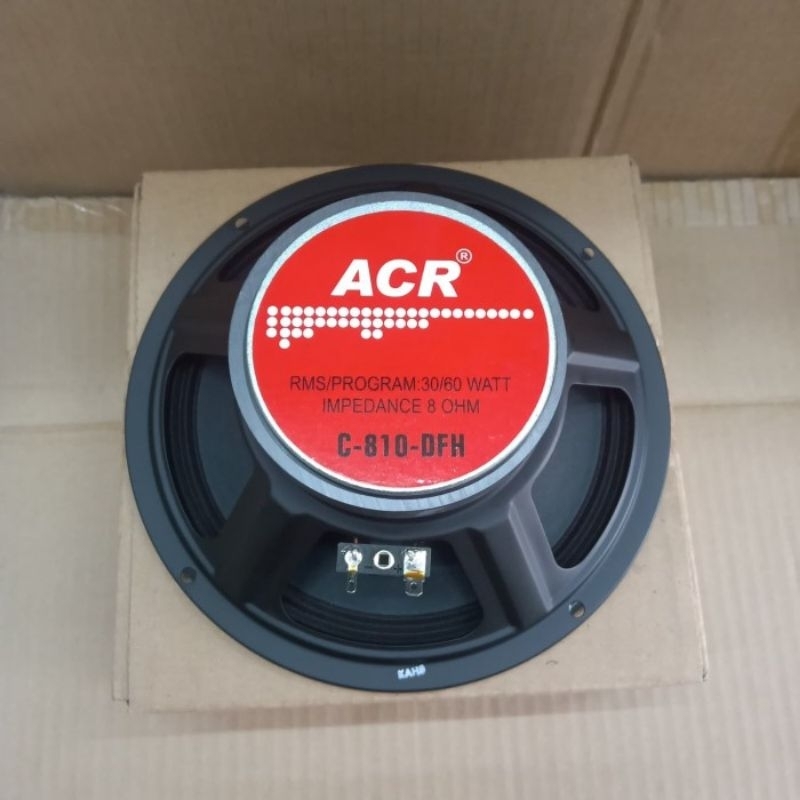 ACR®
RMS/PROGRAM:30/60 WATT
IMPEDANCE 8 OHM
C-810-DFH